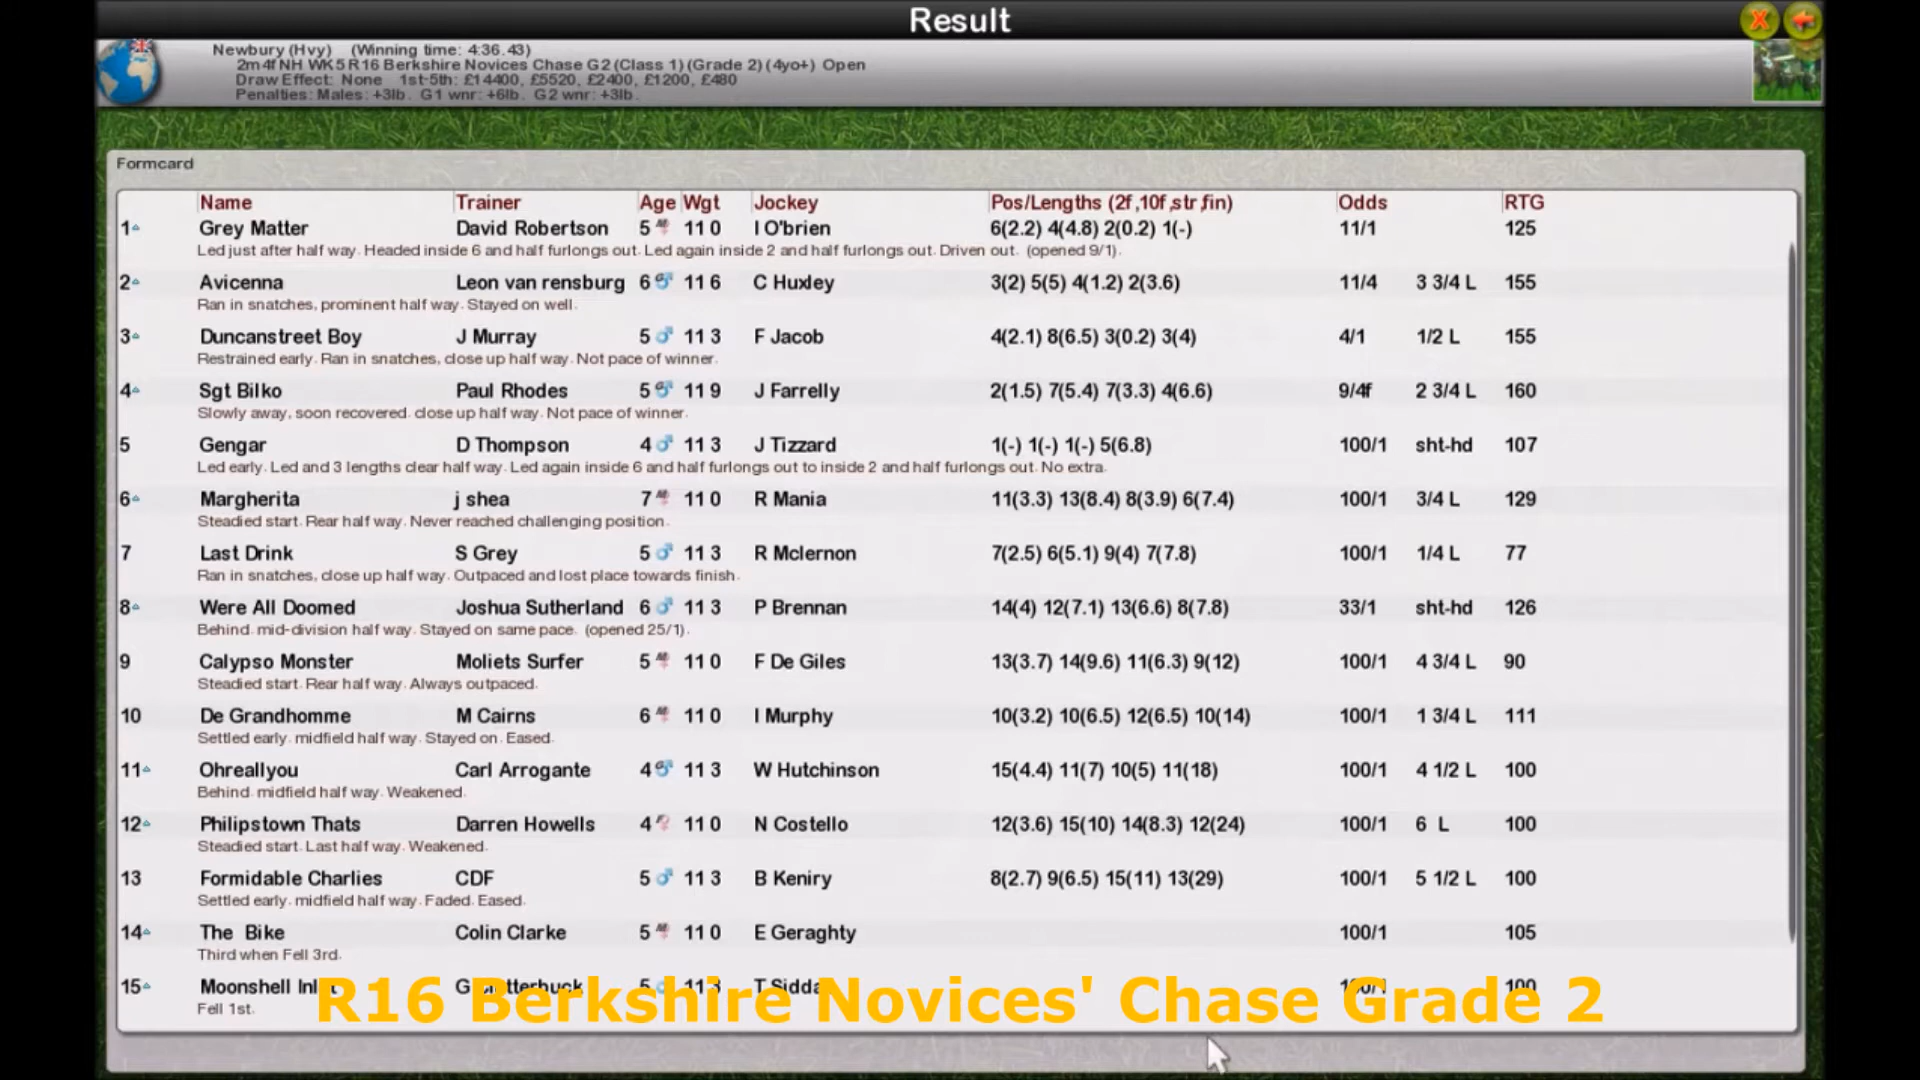 Result
Newbury (Hvy) (Winning time: 4:36.43)
2m4f NH WK5 R16 Berkshire Novices Chase G2 (Class 1) (Grade 2) (4yo+) Open
Draw Effect: None 1st-5th: £14400, £5520, £2400, £1200, £480
Penalties: Males: +3lb. G1 wnr: +6lb. G2 wnr: +3lb.
Formcard
Name Trainer Age Wgt Jockey Pos/Lengths (2f,10f,str,fin) Odds RTG
1 Grey Matter David Robertson 5 11 0 I O'brien 6(2.2) 4(4.8) 2(0.2) 1(-) 11/1 125
Led just after half way. Headed inside 6 and half furlongs out. Led again inside 2 and half furlongs out. Driven out. (opened 9/1).
2 Avicenna Leon van rensburg 6 11 6 C Huxley 3(2) 5(5) 4(1.2) 2(3.6) 11/4 3 3/4 L 155
Ran in snatches, prominent half way. Stayed on well.
3 Duncanstreet Boy J Murray 5 11 3 F Jacob 4(2.1) 8(6.5) 3(0.2) 3(4) 4/1 1/2 L 155
Restrained early. Ran in snatches, close up half way. Not pace of winner.
4 Sgt Bilko Paul Rhodes 5 11 9 J Farrelly 2(1.5) 7(5.4) 7(3.3) 4(6.6) 9/4f 2 3/4 L 160
Slowly away, soon recovered. close up half way. Not pace of winner.
5 Gengar D Thompson 4 11 3 J Tizzard 1(-) 1(-) 1(-) 5(6.8) 100/1 sht-hd 107
Led early. Led and 3 lengths clear half way. Led again inside 6 and half furlongs out to inside 2 and half furlongs out. No extra.
6 Margherita j shea 7 11 0 R Mania 11(3.3) 13(8.4) 8(3.9) 6(7.4) 100/1 3/4 L 129
Steadied start. Rear half way. Never reached challenging position.
7 Last Drink S Grey 5 11 3 R Mclernon 7(2.5) 6(5.1) 9(4) 7(7.8) 100/1 1/4 L 77
Ran in snatches, close up half way. Outpaced and lost place towards finish.
8 Were All Doomed Joshua Sutherland 6 11 3 P Brennan 14(4) 12(7.1) 13(6.6) 8(7.8) 33/1 sht-hd 126
Behind. mid-division half way. Stayed on same pace. (opened 25/1).
9 Calypso Monster Moliets Surfer 5 11 0 F De Giles 13(3.7) 14(9.6) 11(6.3) 9(12) 100/1 4 3/4 L 90
Steadied start. Rear half way. Always outpaced.
10 De Grandhomme M Cairns 6 11 0 I Murphy 10(3.2) 10(6.5) 12(6.5) 10(14) 100/1 1 3/4 L 111
Settled early. midfield half way. Stayed on. Eased.
11 Ohreallyou Carl Arrogante 4 11 3 W Hutchinson 15(4.4) 11(7) 10(5) 11(18) 100/1 4 1/2 L 100
Behind. midfield half way. Weakened.
12 Philipstown Thats Darren Howells 4 11 0 N Costello 12(3.6) 15(10) 14(8.3) 12(24) 100/1 6 L 100
Steadied start. Last half way. Weakened.
13 Formidable Charlies CDF 5 11 3 B Keniry 8(2.7) 9(6.5) 15(11) 13(29) 100/1 5 1/2 L 100
Settled early. midfield half way. Faded. Eased.
14 The Bike Colin Clarke 5 11 0 E Geraghty 100/1 105
Third when Fell 3rd.
15 Moonshell 5 11 3 100/1 100
R16 Berkshire Novices' Chase Grade 2
Fell 1st.